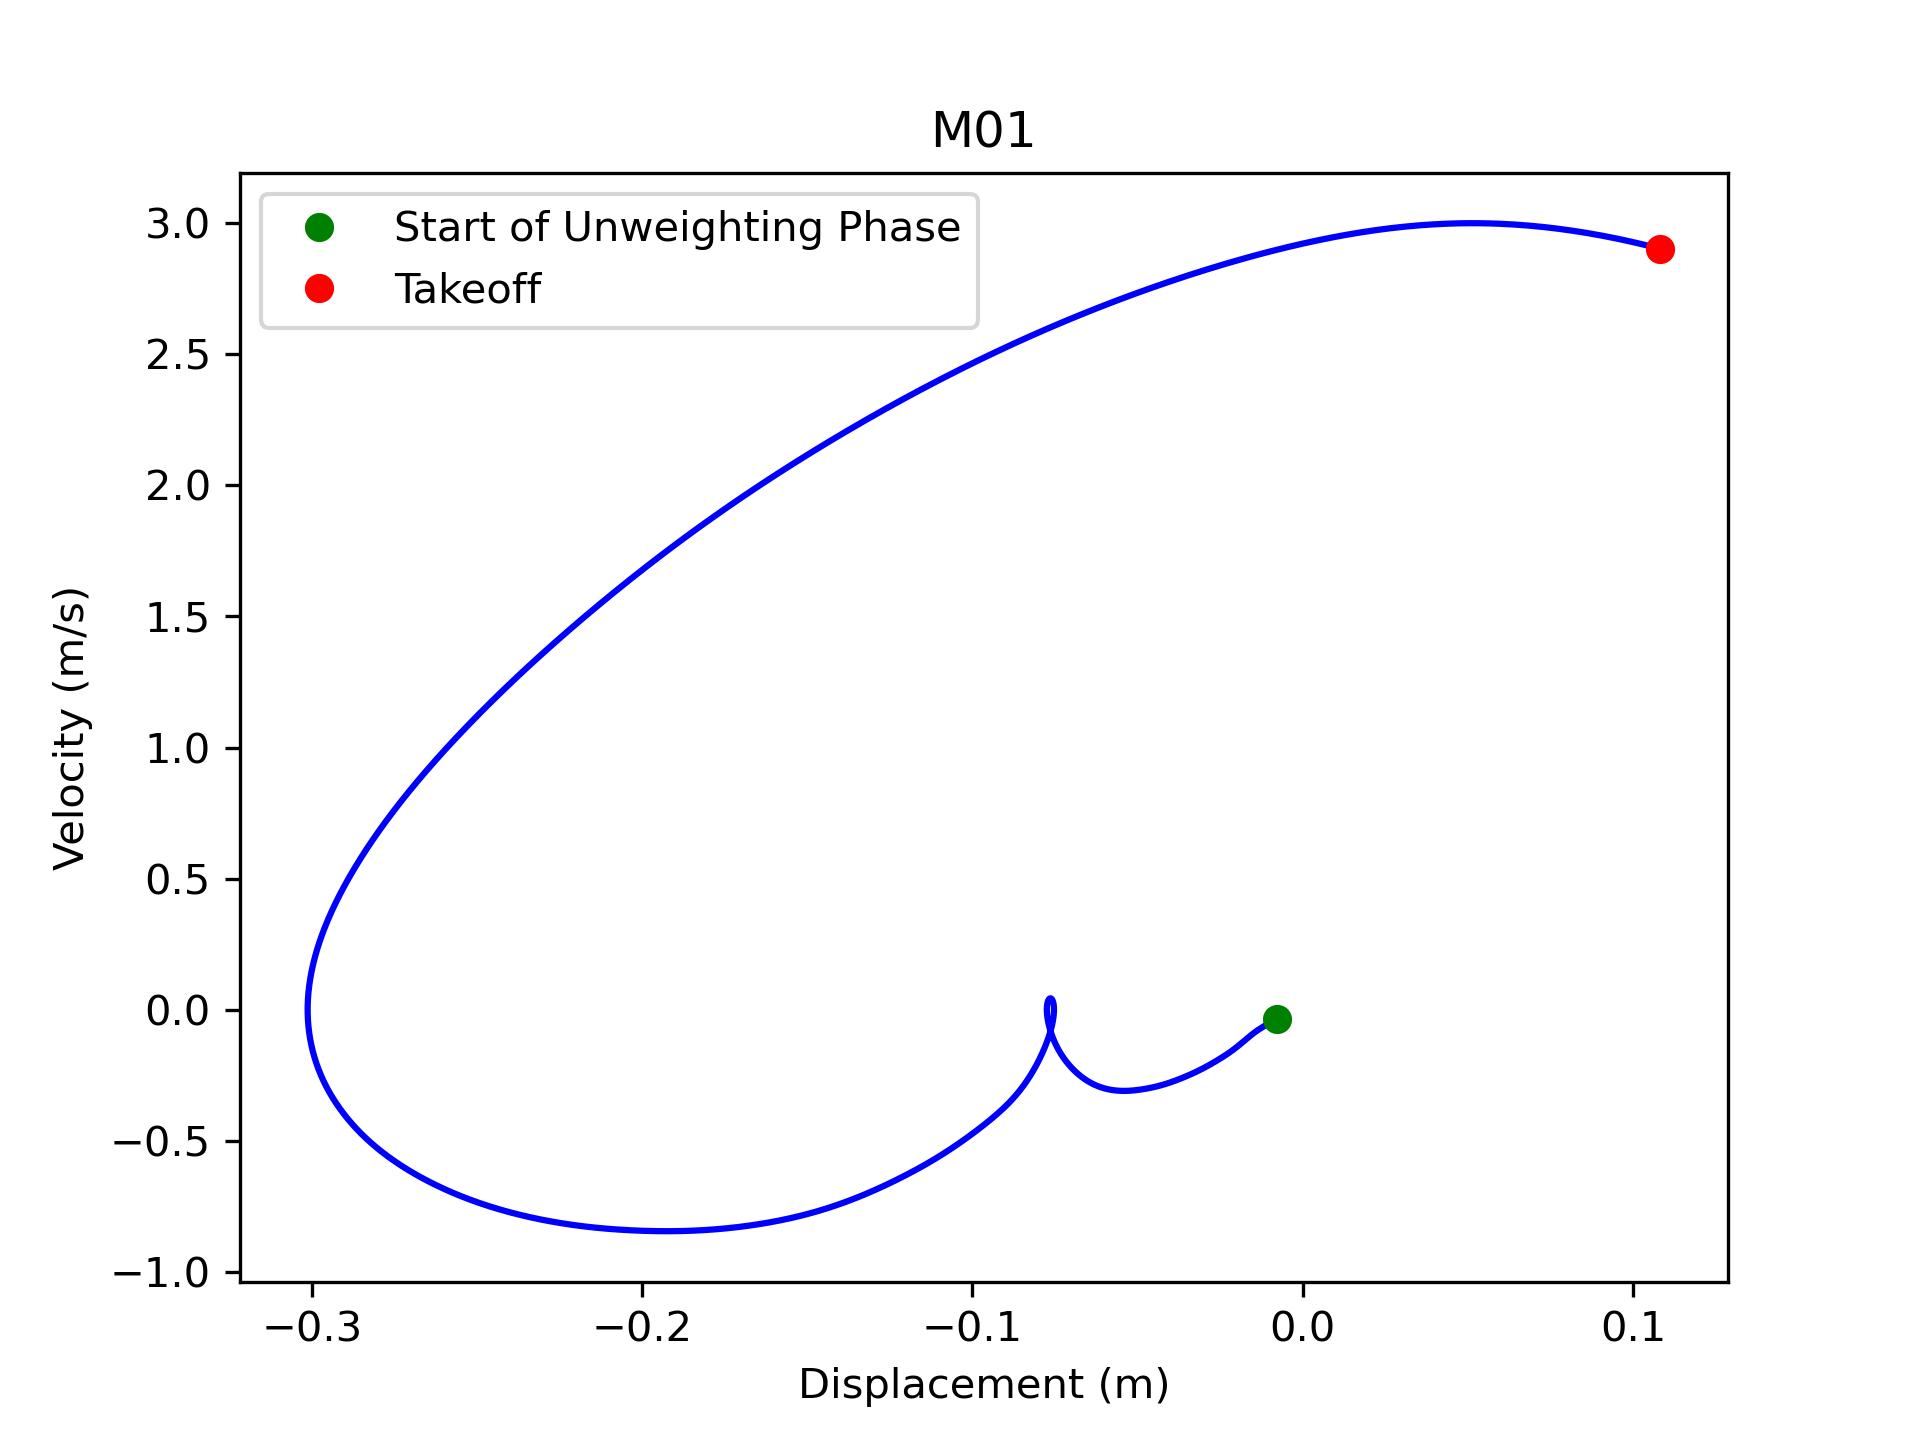 M01
Start of Unweighting Phase
Takeoff
3.0
2.5
2.0
1.5
1.0
0.5
0.0
−0.5
−1.0
Velocity (m/s)
−0.3 −0.2 −0.1 0.0 0.1
Displacement (m)